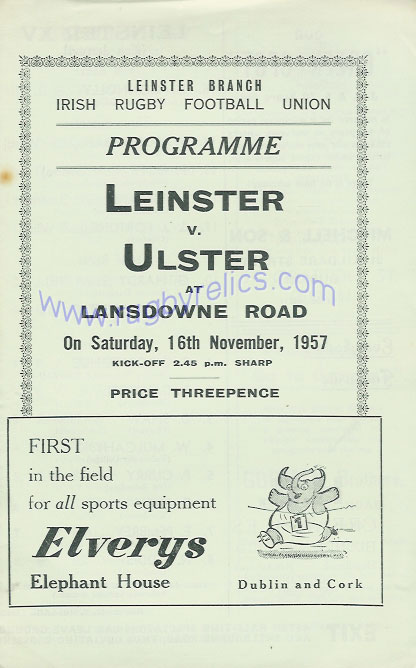 LEINSTER BRANCH
IRISH RUGBY FOOTBALL UNION
PROGRAMME
LEINSTER
V.
ULSTER
AT
www.rugbyrelics.com
LANSDOWNE ROAD
On Saturday, 16th November, 1957
KICK-OFF 2.45 p.m. SHARP
PRICE THREEPENCE
FIRST
in the field
for all sports equipment
Elverys
Elephant House
1
Dublin and Cork